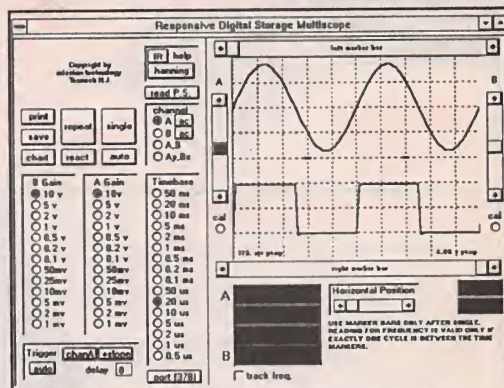 Responsive Digital Storage Multiscope
Copyright by
Teaneck N.J.
IR help
hanning
read P.S.
print
save
repeat
single
chart
react
auto
channel
A ac
B ac
A,B
Ay,Bx
B Gain
10 v
5 v
2 v
1 v
0.5 v
0.2 v
0.1 v
50mv
25mv
10mv
5 mv
2 mv
1 mv
A Gain
10v
5 v
2 v
1 v
0.5 v
0.2 v
0.1 v
50mv
25mv
10mv
5 mv
2 mv
1 mv
Timebase
50 ms
20 ms
10 ms
5 ms
2 ms
1 ms
0.5 ms
0.2 ms
0.1 ms
50 us
20 us
10 us
5 us
2 us
1 us
0.5 us
Trigger
chanA +slope
auto
delay 0
port (378)
left marker bar
A
B
cal
cal
right marker bar
A
B
Horizontal Position
USE MARKER BARS ONLY AFTER SINGLE.
READING FOR FREQUENCY IS VALID ONLY IF
EXACTLY ONE CYCLE IS BETWEEN THE TIME
MARKERS.
track freq.